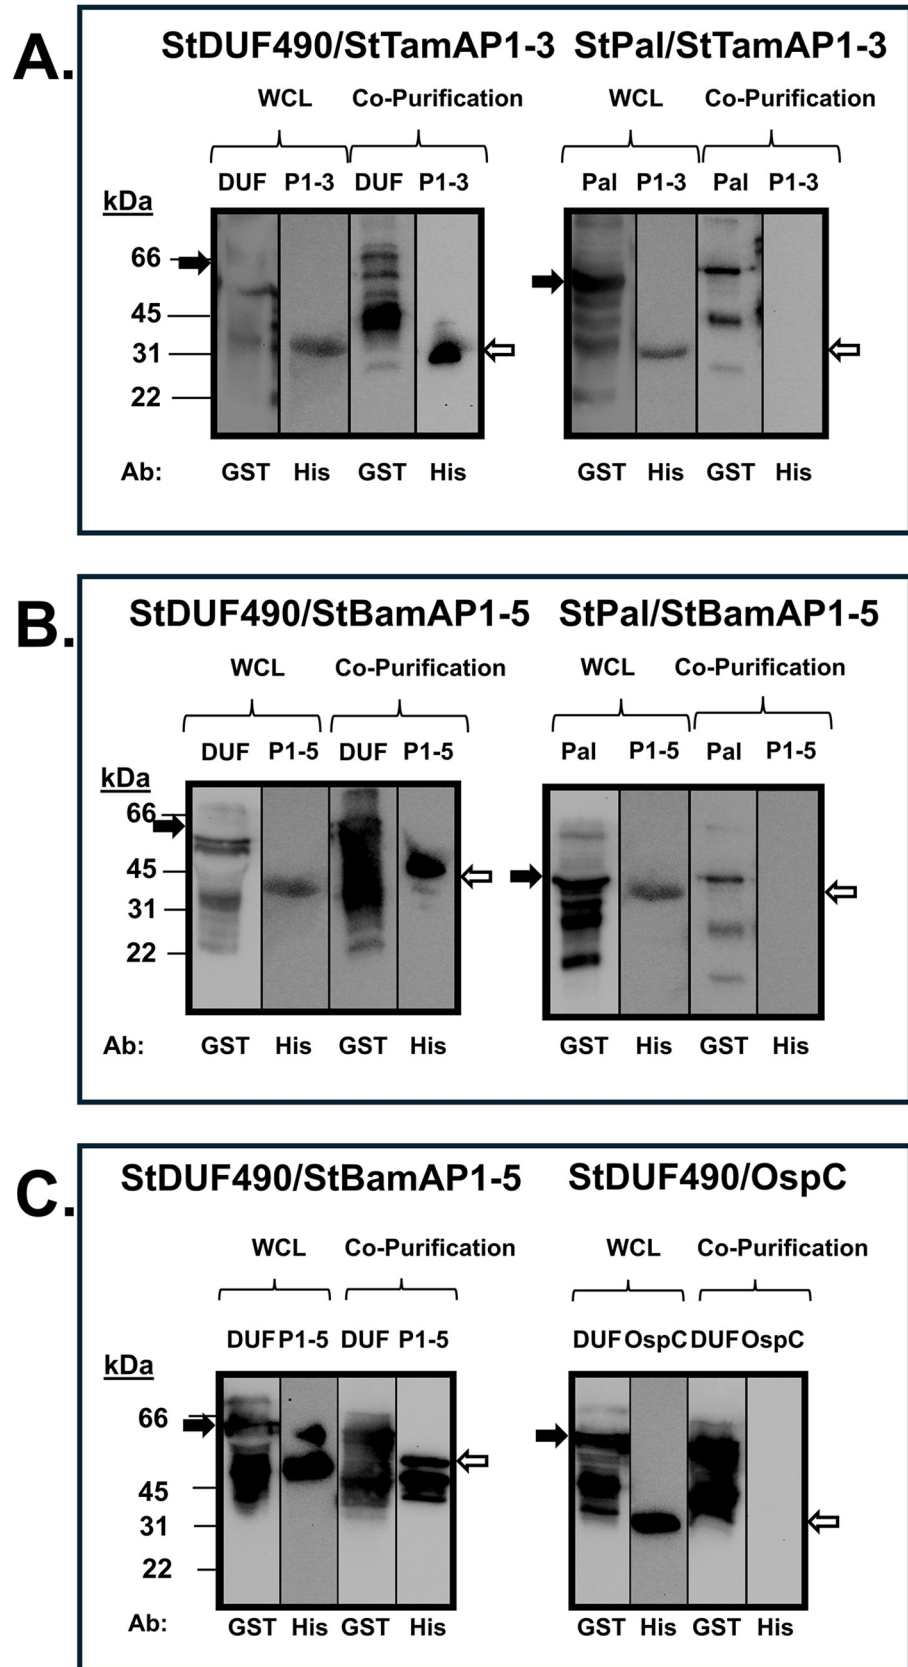 A.
StDUF490/StTamAP1-3 StPal/StTamAP1-3
WCL Co-Purification WCL Co-Purification
DUF P1-3 DUF P1-3 Pal P1-3 Pal P1-3
kDa
66
45
31
22
Ab: GST His GST His GST His GST His
B.
StDUF490/StBamAP1-5 StPal/StBamAP1-5
WCL Co-Purification WCL Co-Purification
DUF P1-5 DUF P1-5 Pal P1-5 Pal P1-5
kDa
66
45
31
22
Ab: GST His GST His GST His GST His
C.
StDUF490/StBamAP1-5 StDUF490/OspC
WCL Co-Purification WCL Co-Purification
DUF P1-5 DUF P1-5 DUF OspC DUF OspC
kDa
66
45
31
22
Ab: GST His GST His GST His GST His